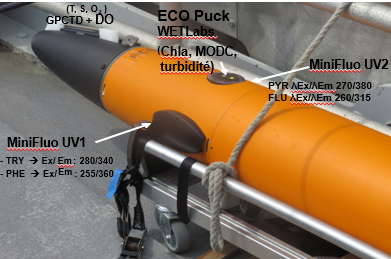 (T, S, O₂)
GPCTD + DO
ECO Puck
WETLabs
(Chla, MODC,
turbidité)
MiniFluo UV2
PYR λEx/λEm 270/380
FLU λEx/λEm 260/315
MiniFluo UV1
- TRY → Ex/Em : 280/340
- PHE → Ex/Em : 255/360